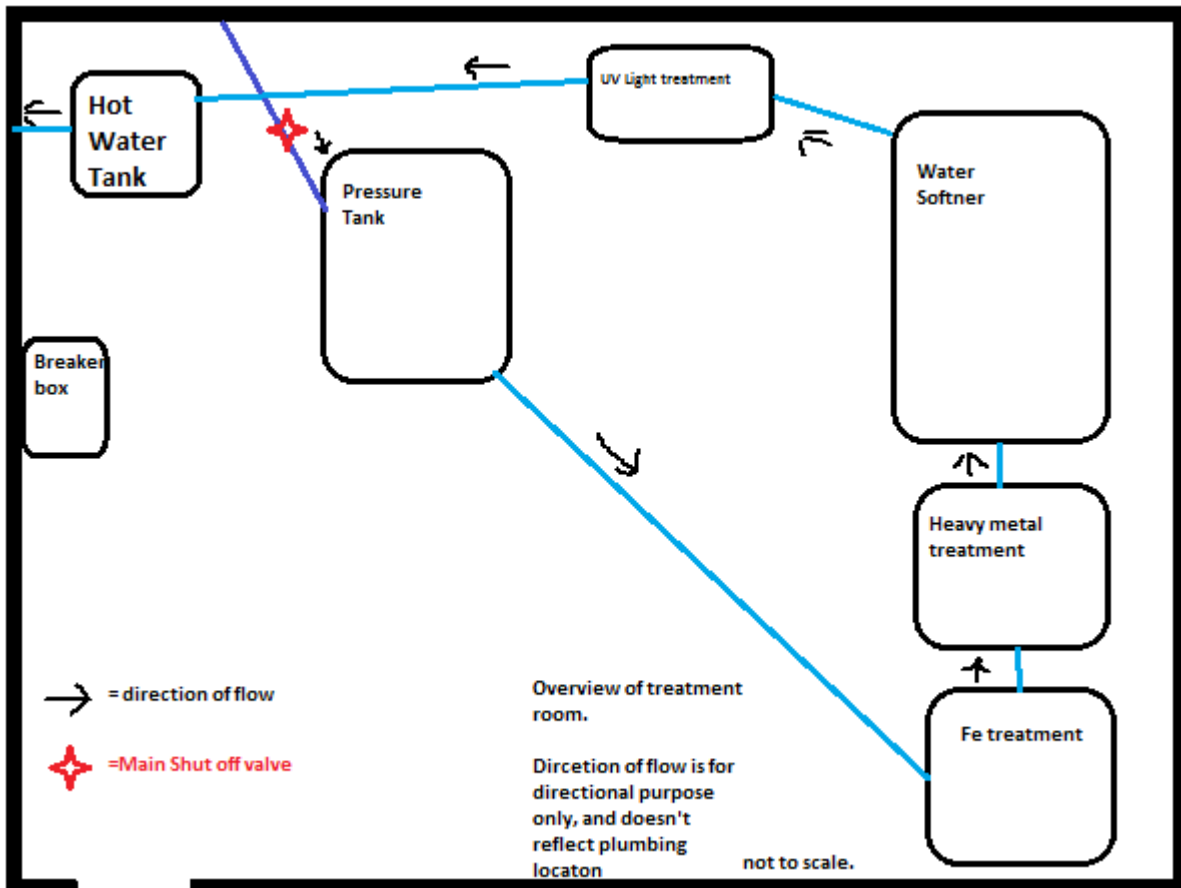 UV Light treatment
Hot
Water
Tank
Pressure
Tank
Water
Softner
Breaker
box
Heavy metal
treatment
= direction of flow
=Main Shut off valve
Overview of treatment
room.
Dircetion of flow is for
directional purpose
only, and doesn't
reflect plumbing
locaton
not to scale.
Fe treatment